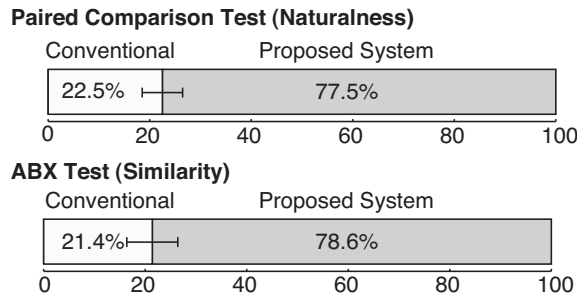 Paired Comparison Test (Naturalness)
Conventional Proposed System
22.5% 77.5%
0 20 40 60 80 100
ABX Test (Similarity)
Conventional Proposed System
21.4% 78.6%
0 20 40 60 80 100